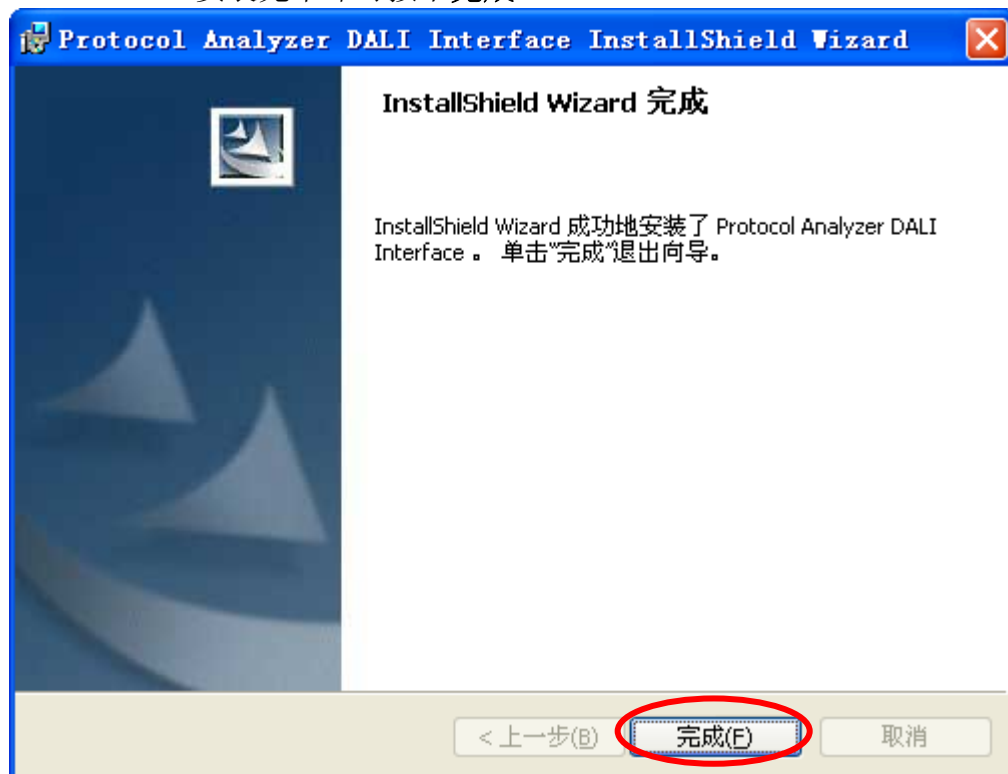 Protocol Analyzer DALI Interface InstallShield Wizard
InstallShield Wizard 完成
InstallShield Wizard 成功地安装了 Protocol Analyzer DALI
Interface 。 单击"完成"退出向导。
<上一步(B)
完成(F)
取消